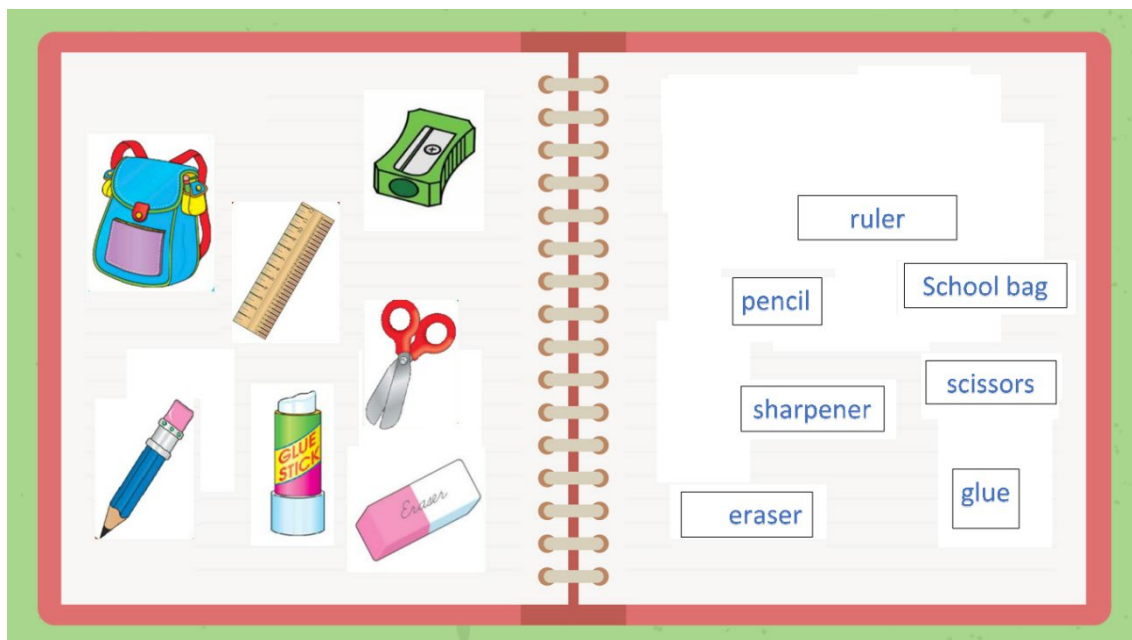 GLUE
STICK
Eraser
ruler
School bag
pencil
scissors
sharpener
glue
eraser